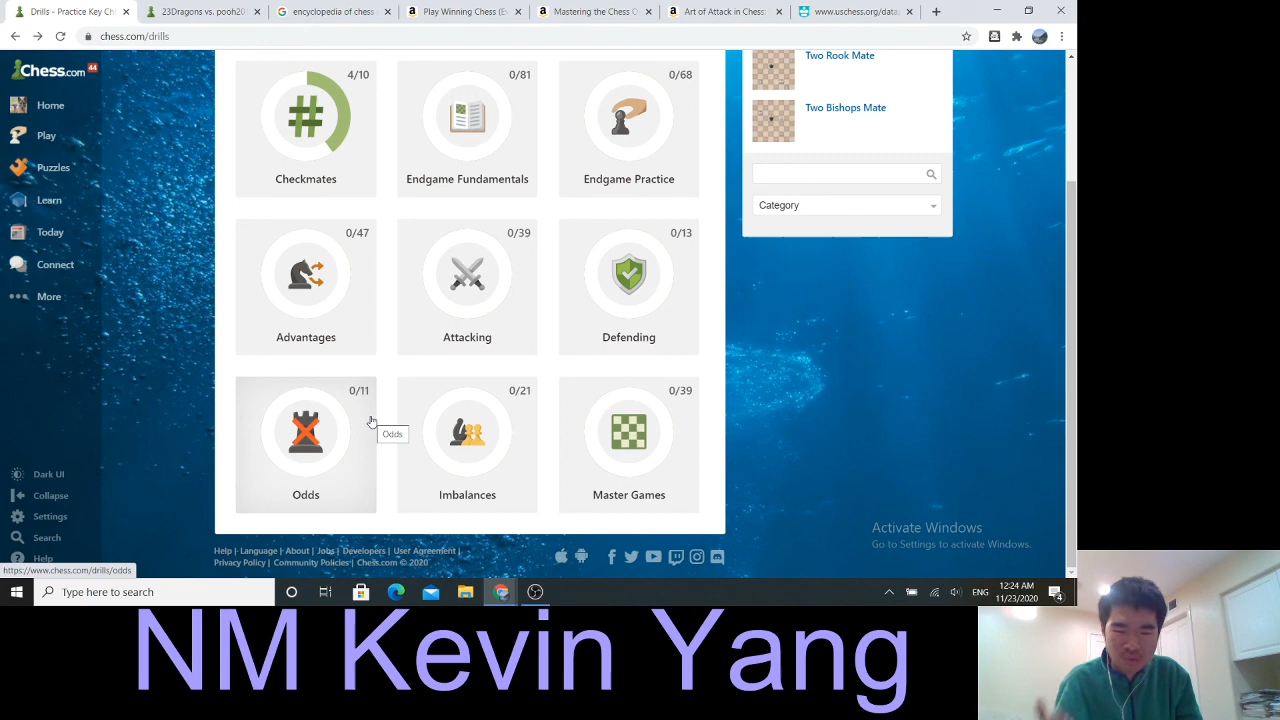 Drills - Practice Key Ch
23Dragons vs. pooh20
encyclopedia of chess
Play Winning Chess (Ev
Mastering the Chess O
Art of Attack in Chess:
www.uschess.org/data
chess.com/drills
Chess.com
44
Home
Play
Puzzles
Learn
Today
Connect
More
Dark UI
Collapse
Settings
Search
Help
4/10
Checkmates
0/81
Endgame Fundamentals
0/68
Endgame Practice
0/47
Advantages
0/39
Attacking
0/13
Defending
0/11
Odds
Odds
0/21
Imbalances
0/39
Master Games
Two Rook Mate
Two Bishops Mate
Category
Help | Language | About | Jobs | Developers | User Agreement |
Privacy Policy | Community Policies | Chess.com © 2020
Activate Windows
Go to Settings to activate Windows.
https://www.chess.com/drills/odds
Type here to search
ENG
12:24 AM
11/23/2020
4
NM Kevin Yang